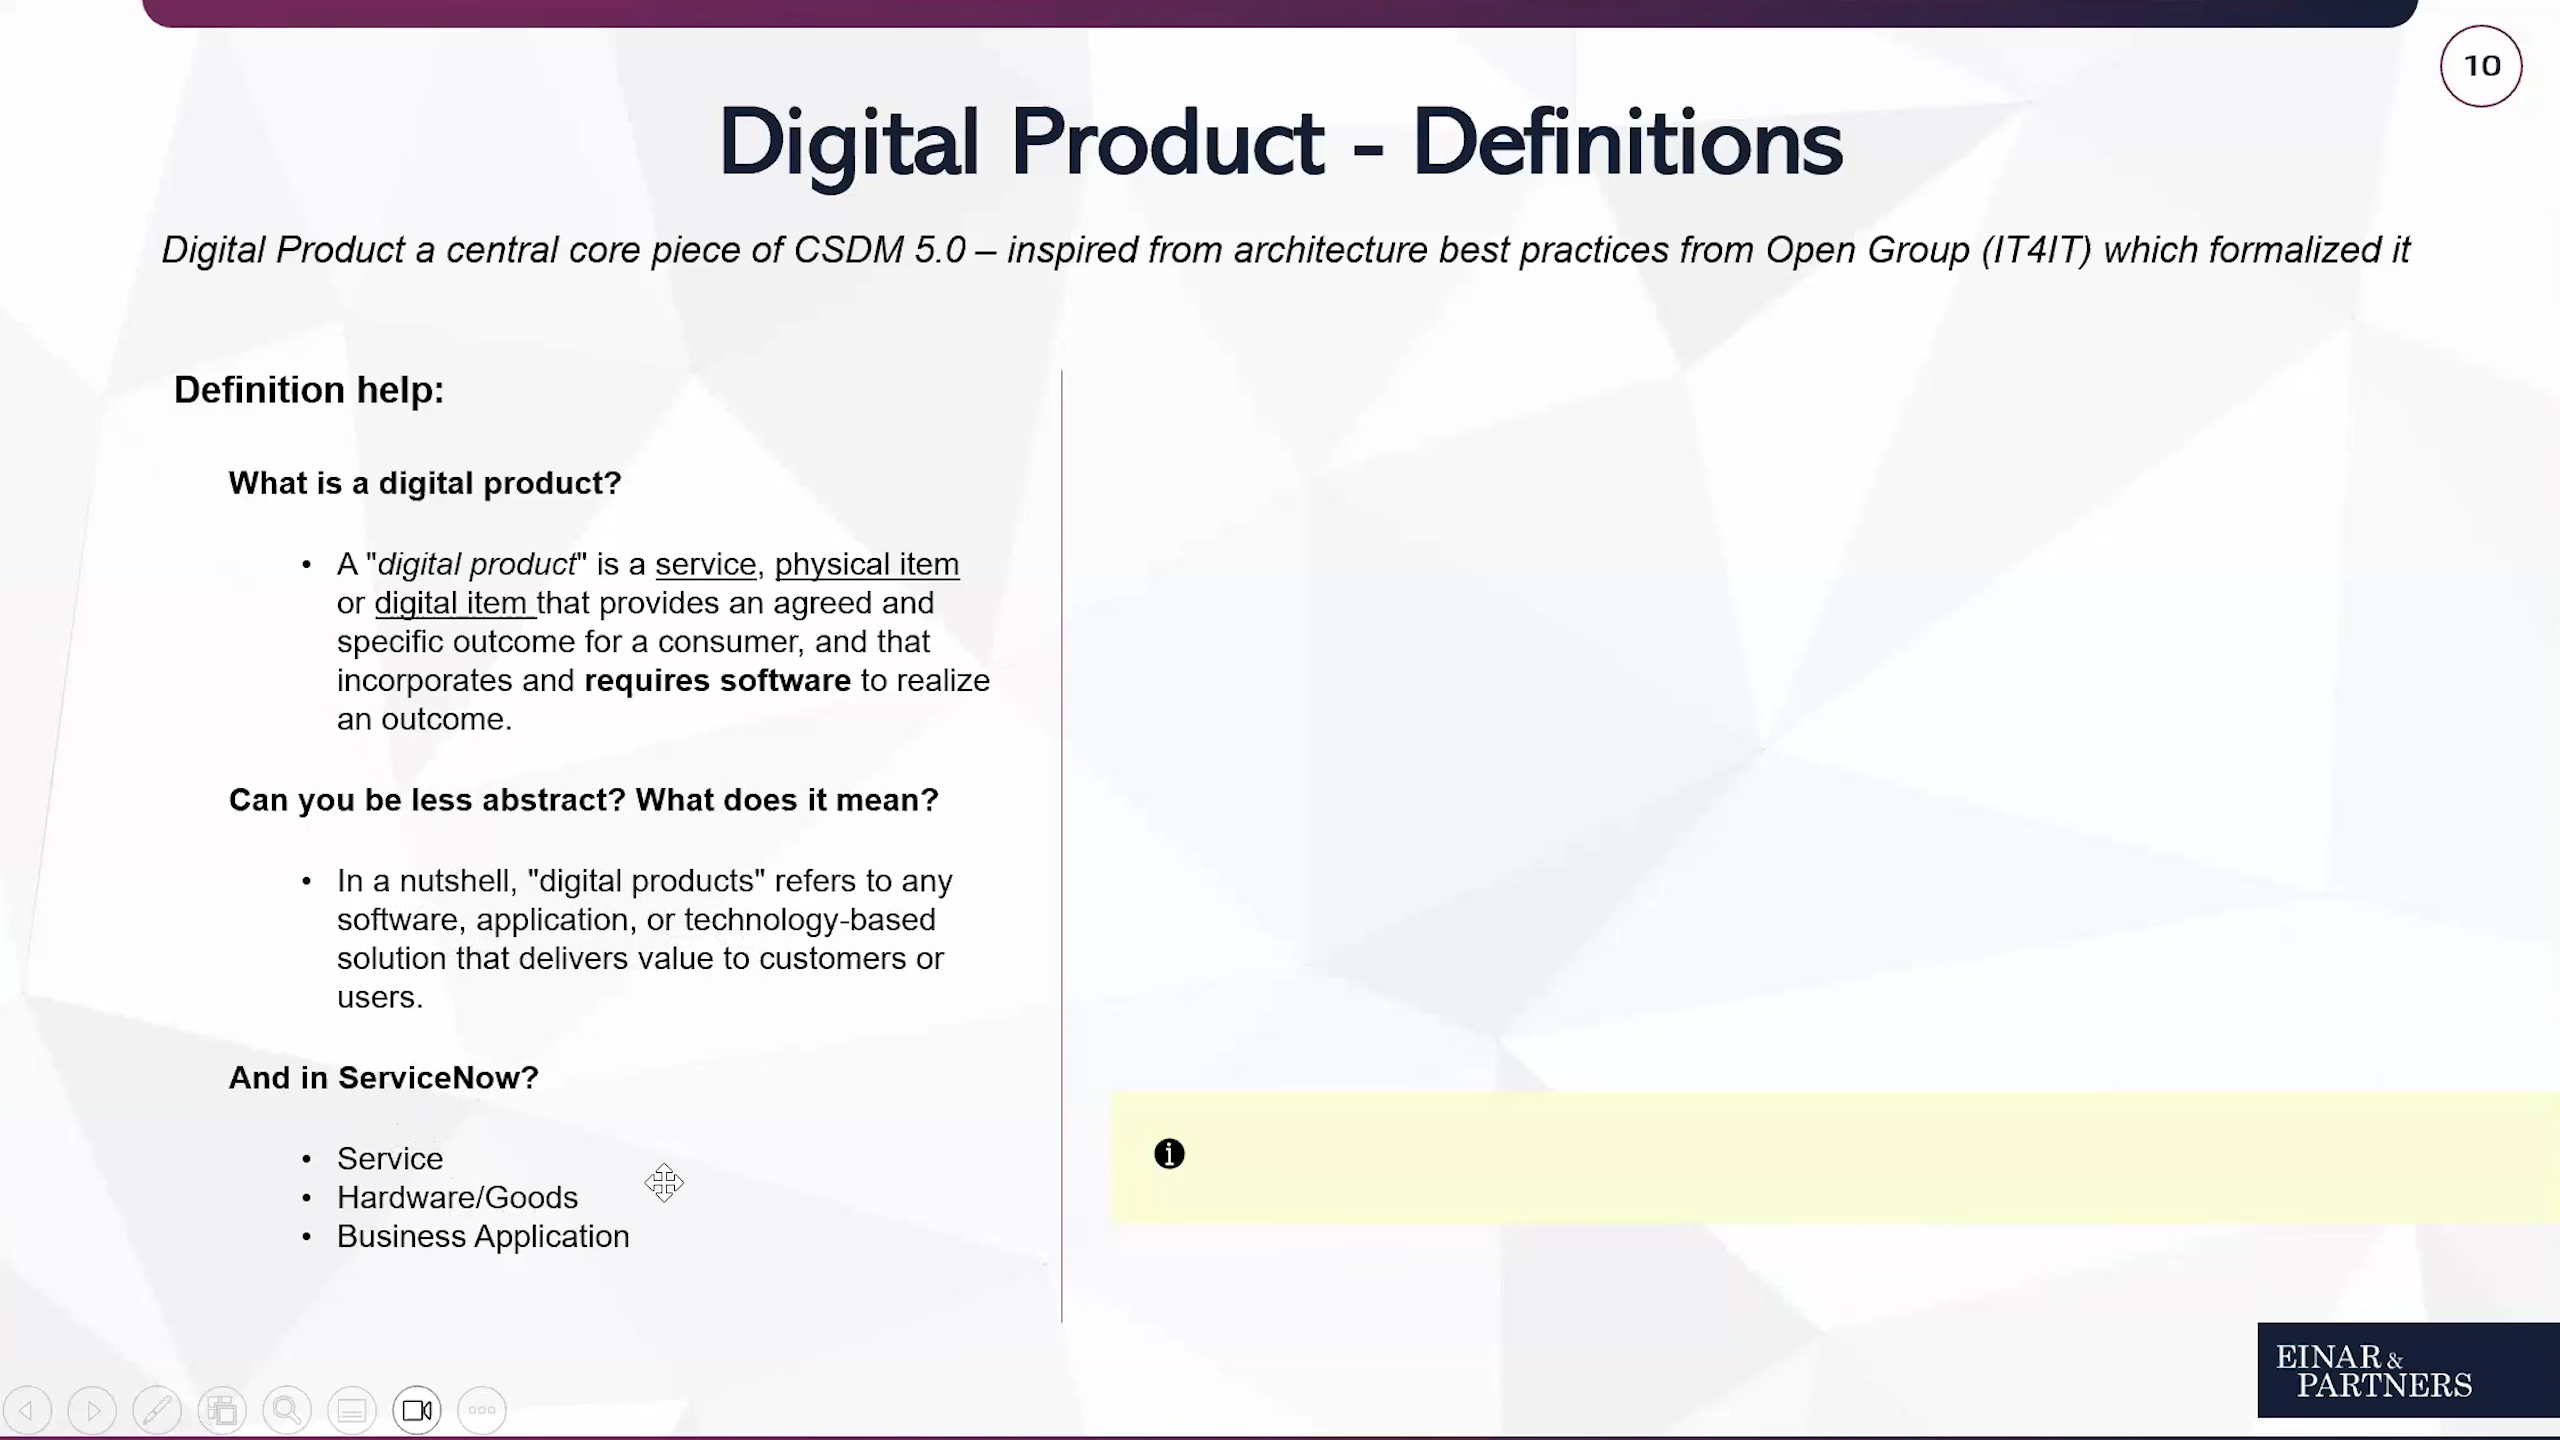 10
Digital Product - Definitions
Digital Product a central core piece of CSDM 5.0 – inspired from architecture best practices from Open Group (IT4IT) which formalized it
Definition help:
What is a digital product?
• A "digital product" is a service, physical item
or digital item that provides an agreed and
specific outcome for a consumer, and that
incorporates and requires software to realize
an outcome.
Can you be less abstract? What does it mean?
• In a nutshell, "digital products" refers to any
software, application, or technology-based
solution that delivers value to customers or
users.
And in ServiceNow?
• Service
• Hardware/Goods
• Business Application
EINAR &
PARTNERS